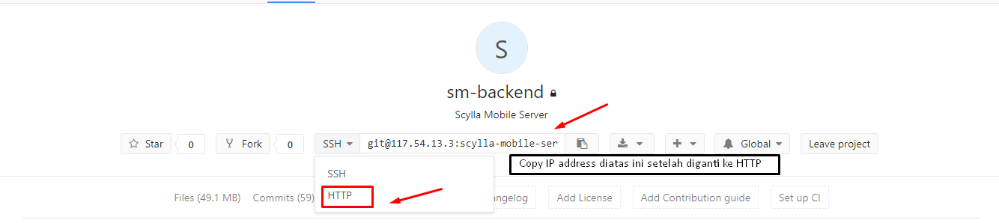 S
sm-backend
Scylla Mobile Server
Star 0 Fork 0 SSH git@117.54.13.3:scylla-mobile-ser Global Leave project
Copy IP address diatas ini setelah diganti ke HTTP
SSH
HTTP
Files (49.1 MB) Commits (59) angelog Add License Add Contribution guide Set up CI